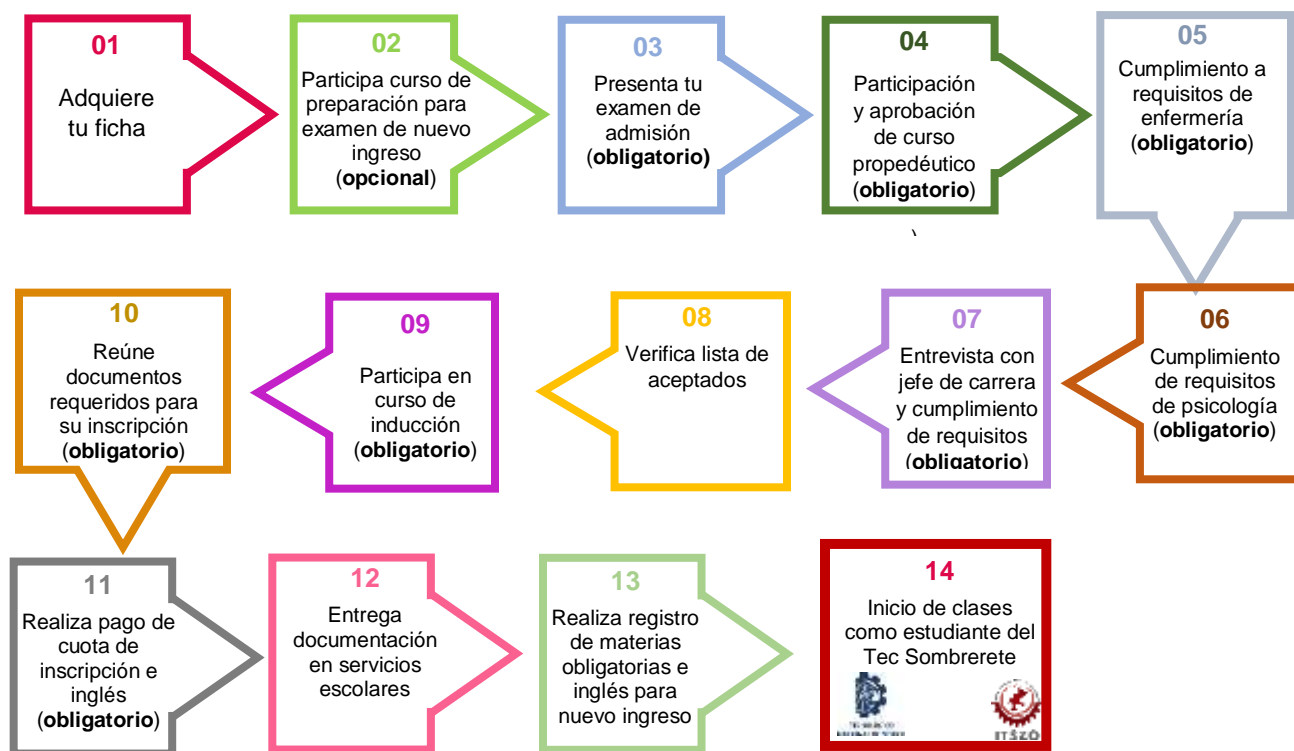 01
Adquiere
tu ficha
02
Participa curso de
preparación para
examen de nuevo
ingreso
(opcional)
03
Presenta tu
examen de
admisión
(obligatorio)
04
Participación
y aprobación
de curso
propedéutico
(obligatorio)
)
05
Cumplimiento a
requisitos de
enfermería
(obligatorio)
06
Cumplimiento
de requisitos
de psicología
(obligatorio)
07
Entrevista con
jefe de carrera
y cumplimiento
de requisitos
(obligatorio)
08
Verifica lista de
aceptados
09
Participa en
curso de
inducción
(obligatorio)
10
Reúne
documentos
requeridos para
su inscripción
(obligatorio)
11
Realiza pago de
cuota de
inscripción e
inglés
(obligatorio)
12
Entrega
documentación
en servicios
escolares
13
Realiza registro
de materias
obligatorias e
inglés para
nuevo ingreso
14
Inicio de clases
como estudiante del
Tec Sombrerete